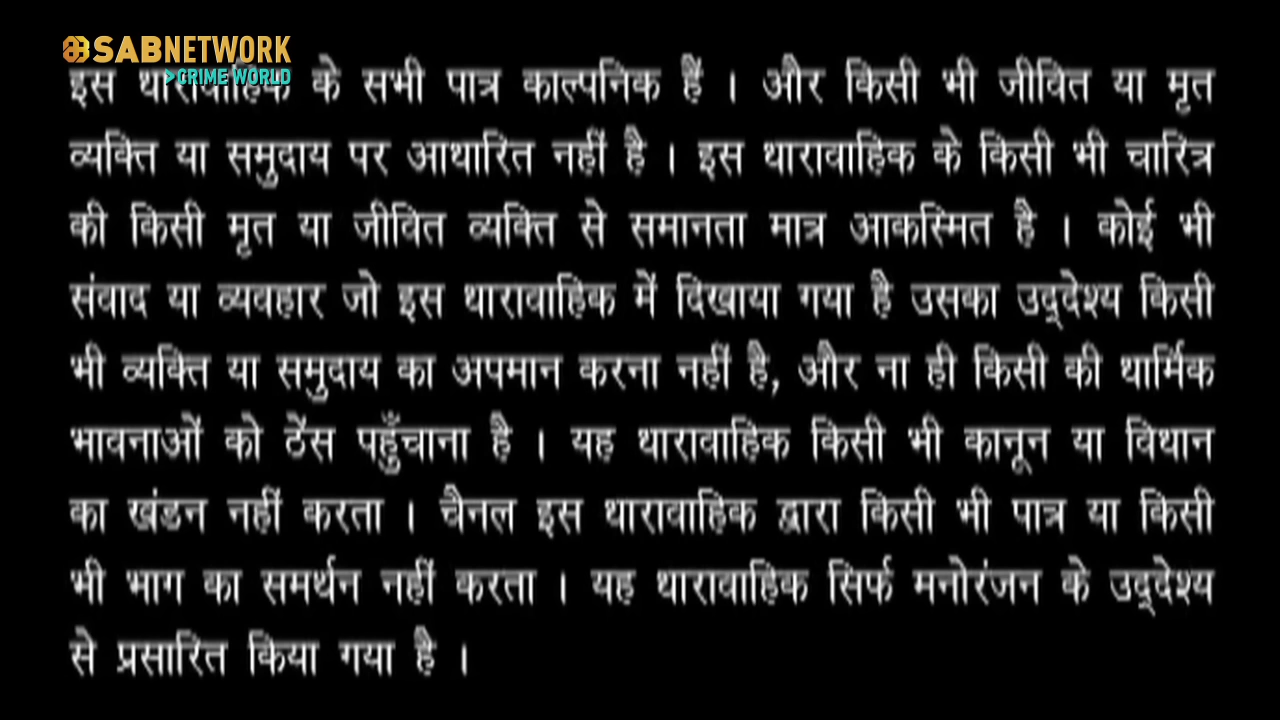 SABNETWORK
>CRIME WORLD
इस धारावाहिक के सभी पात्र काल्पनिक हैं । और किसी भी जीवित या मृत
व्यक्ति या समुदाय पर आधारित नहीं है । इस धारावाहिक के किसी भी चारित्र
की किसी मृत या जीवित व्यक्ति से समानता मात्र आकस्मित है । कोई भी
संवाद या व्यवहार जो इस धारावाहिक में दिखाया गया है उसका उद्देश्य किसी
भी व्यक्ति या समुदाय का अपमान करना नहीं है, और ना ही किसी की धार्मिक
भावनाओं को ठेंस पहुँचाना है । यह धारावाहिक किसी भी कानून या विधान
का खंडन नहीं करता । चैनल इस धारावाहिक द्वारा किसी भी पात्र या किसी
भी भाग का समर्थन नहीं करता । यह धारावाहिक सिर्फ मनोरंजन के उद्देश्य
से प्रसारित किया गया है ।